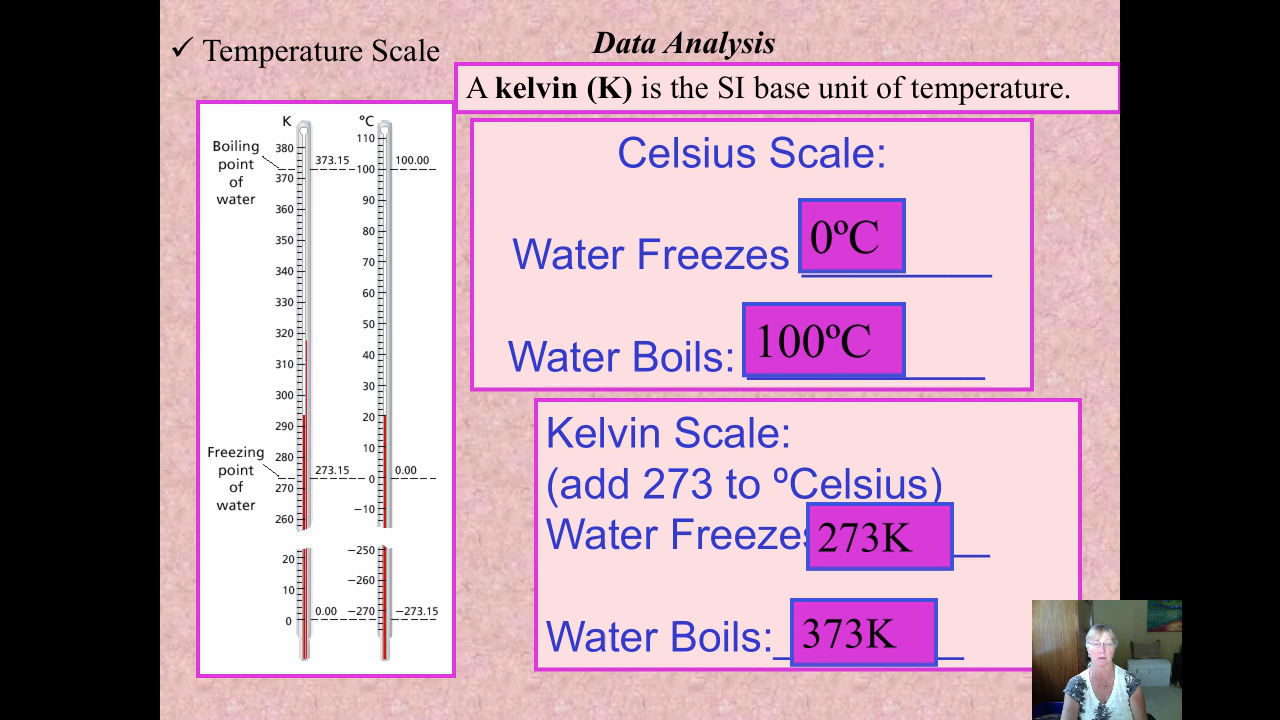 ✓ Temperature Scale
Data Analysis
A kelvin (K) is the SI base unit of temperature.
K
°C
Boiling
point
of
water
380
370
360
350
340
330
320
310
300
290
280
270
260
20
10
0
373.15
273.15
0.00
Freezing
point
of
water
110
100
90
80
70
60
50
40
30
20
10
0
−10
−250
−260
−270
100.00
0.00
−273.15
Celsius Scale:
Water Freezes 0ºC
Water Boils: 100ºC
Kelvin Scale:
(add 273 to ºCelsius)
Water Freezes 273K
Water Boils: 373K